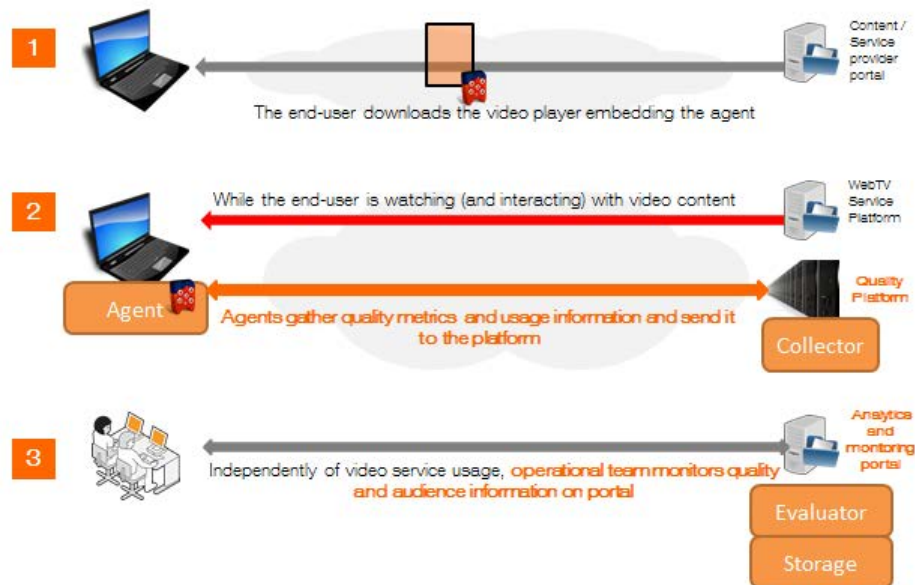 1
Content /
Service
provider
portal
The end-user downloads the video player embedding the agent
2
While the end-user is watching (and interacting) with video content
WebTV
Service
Platform
Agent
Agents gather quality metrics and usage information and send it
to the platform
Quality
Platform
Collector
3
Independently of video service usage, operational team monitors quality
and audience information on portal
Analytics
and
monitoring
portal
Evaluator
Storage